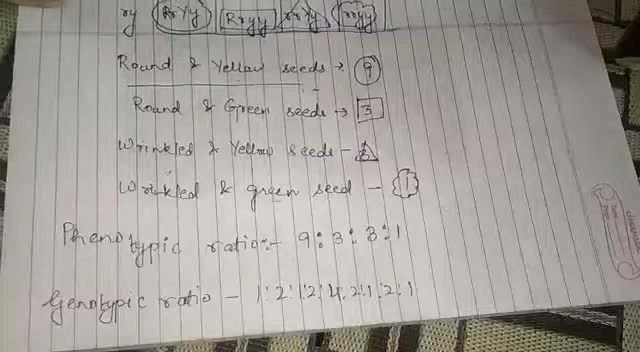 ry RrYy Rryy rrYy rryy
Round & Yellow seeds → 9
Round & Green seeds → 3
Wrinkled & Yellow seeds - 3
Wrinkled & green seed - 1
Phenotypic ratio:- 9:3:3:1
Genotypic ratio - 1:2:1:2:4:2:1:2:1